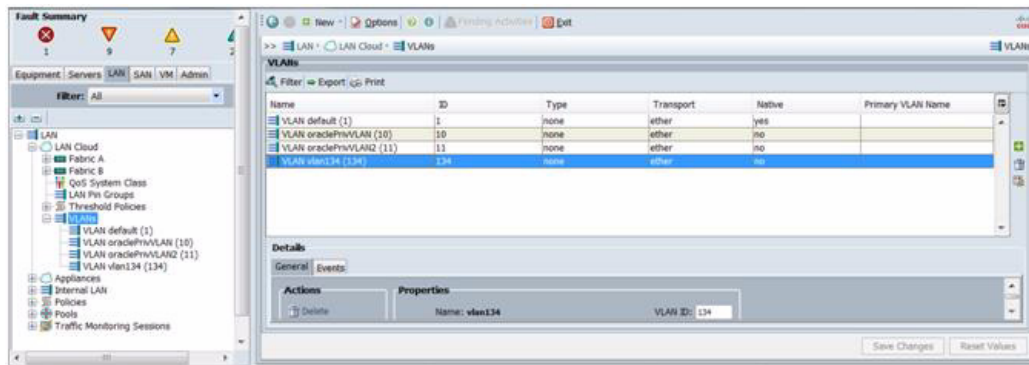 Fault Summary
1 9 7 2
Equipment Servers LAN SAN VM Admin
Filter: All
LAN
LAN Cloud
Fabric A
Fabric B
QoS System Class
LAN Pin Groups
Threshold Policies
VLANs
VLAN default (1)
VLAN oraclePrivVLAN (10)
VLAN oraclePrivVLAN2 (11)
VLAN vlan134 (134)
Appliances
Internal LAN
Policies
Pools
Traffic Monitoring Sessions
New Options Pending Activities Exit
>> LAN LAN Cloud VLANs VLANs
VLANs
Filter Export Print
Name ID Type Transport Native Primary VLAN Name
VLAN default (1) 1 none ether yes
VLAN oraclePrivVLAN (10) 10 none ether no
VLAN oraclePrivVLAN2 (11) 11 none ether no
VLAN vlan134 (134) 134 none ether no
Details
General Events
Actions Properties
Delete Name: vlan134 VLAN ID: 134
Save Changes Reset Values